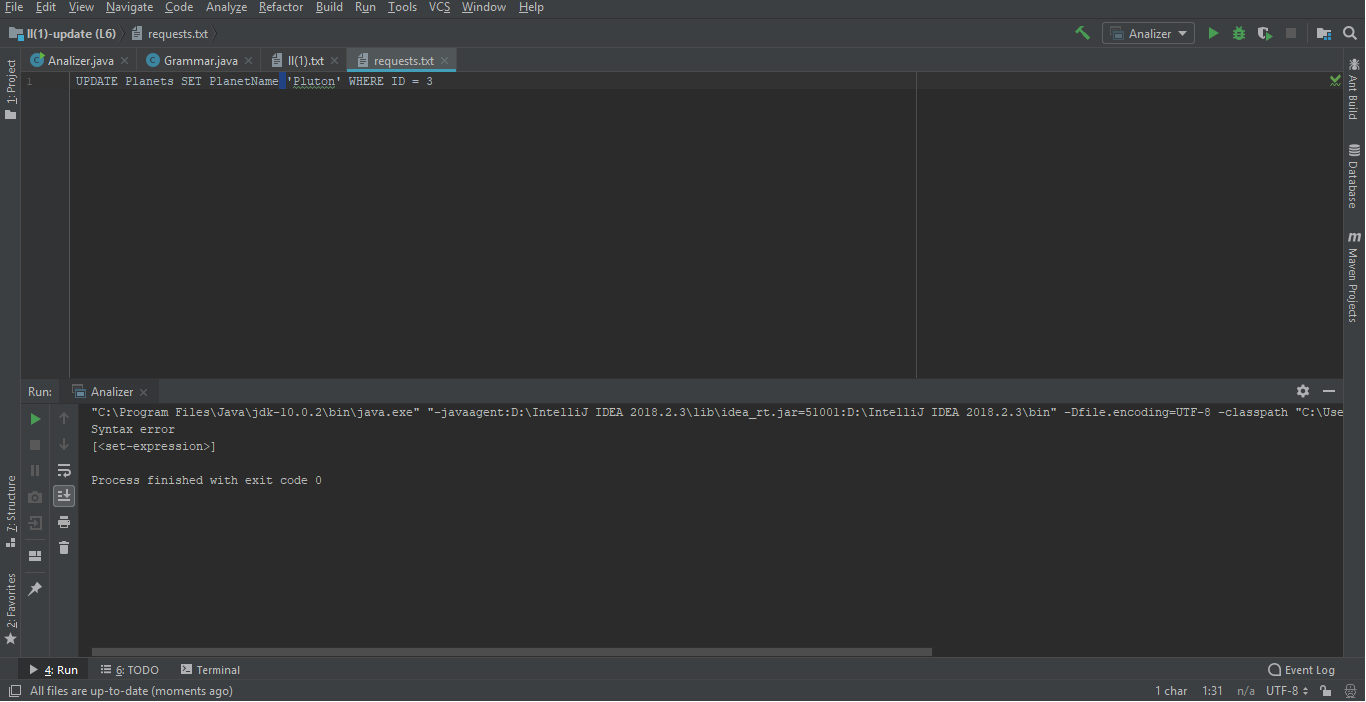 File Edit View Navigate Code Analyze Refactor Build Run Tools VCS Window Help
ll(1)-update (L6) requests.txt Analizer
Analizer.java Grammar.java ll(1).txt requests.txt
1: Project
1 UPDATE Planets SET PlanetName 'Pluton' WHERE ID = 3
Ant Build
Database
Maven Projects
Run: Analizer
"C:\Program Files\Java\jdk-10.0.2\bin\java.exe" "-javaagent:D:\IntelliJ IDEA 2018.2.3\lib\idea_rt.jar=51001:D:\IntelliJ IDEA 2018.2.3\bin" -Dfile.encoding=UTF-8 -classpath "C:\Use
Syntax error
[<set-expression>]
Process finished with exit code 0
7: Structure
2: Favorites
4: Run 6: TODO Terminal Event Log
All files are up-to-date (moments ago) 1 char 1:31 n/a UTF-8